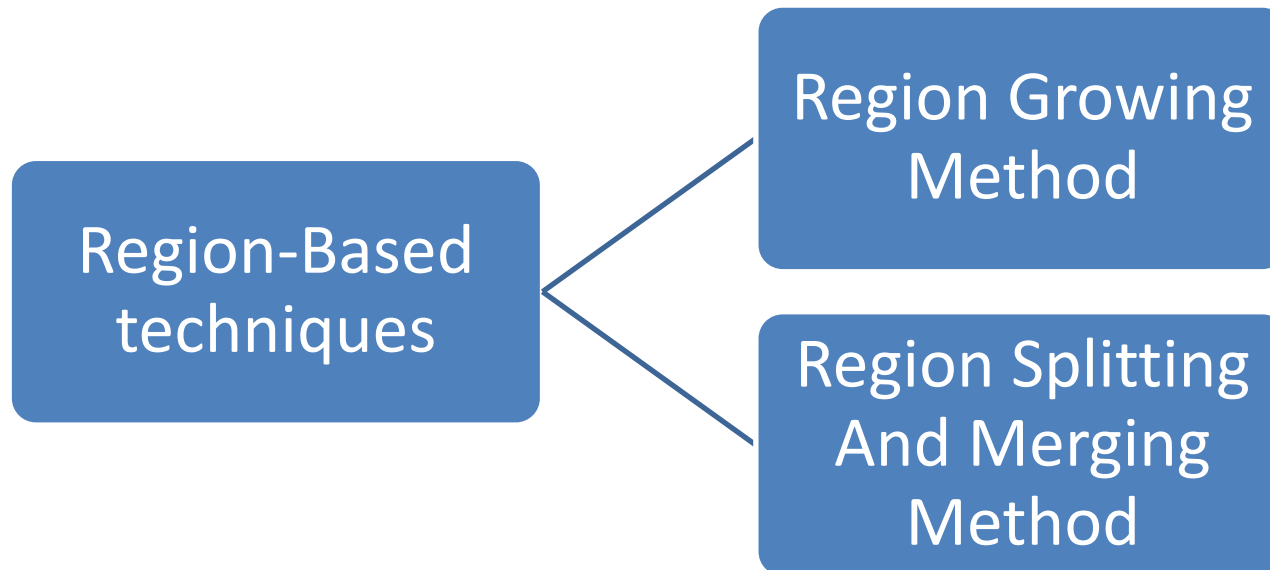 Region-Based
techniques
Region Growing
Method
Region Splitting
And Merging
Method